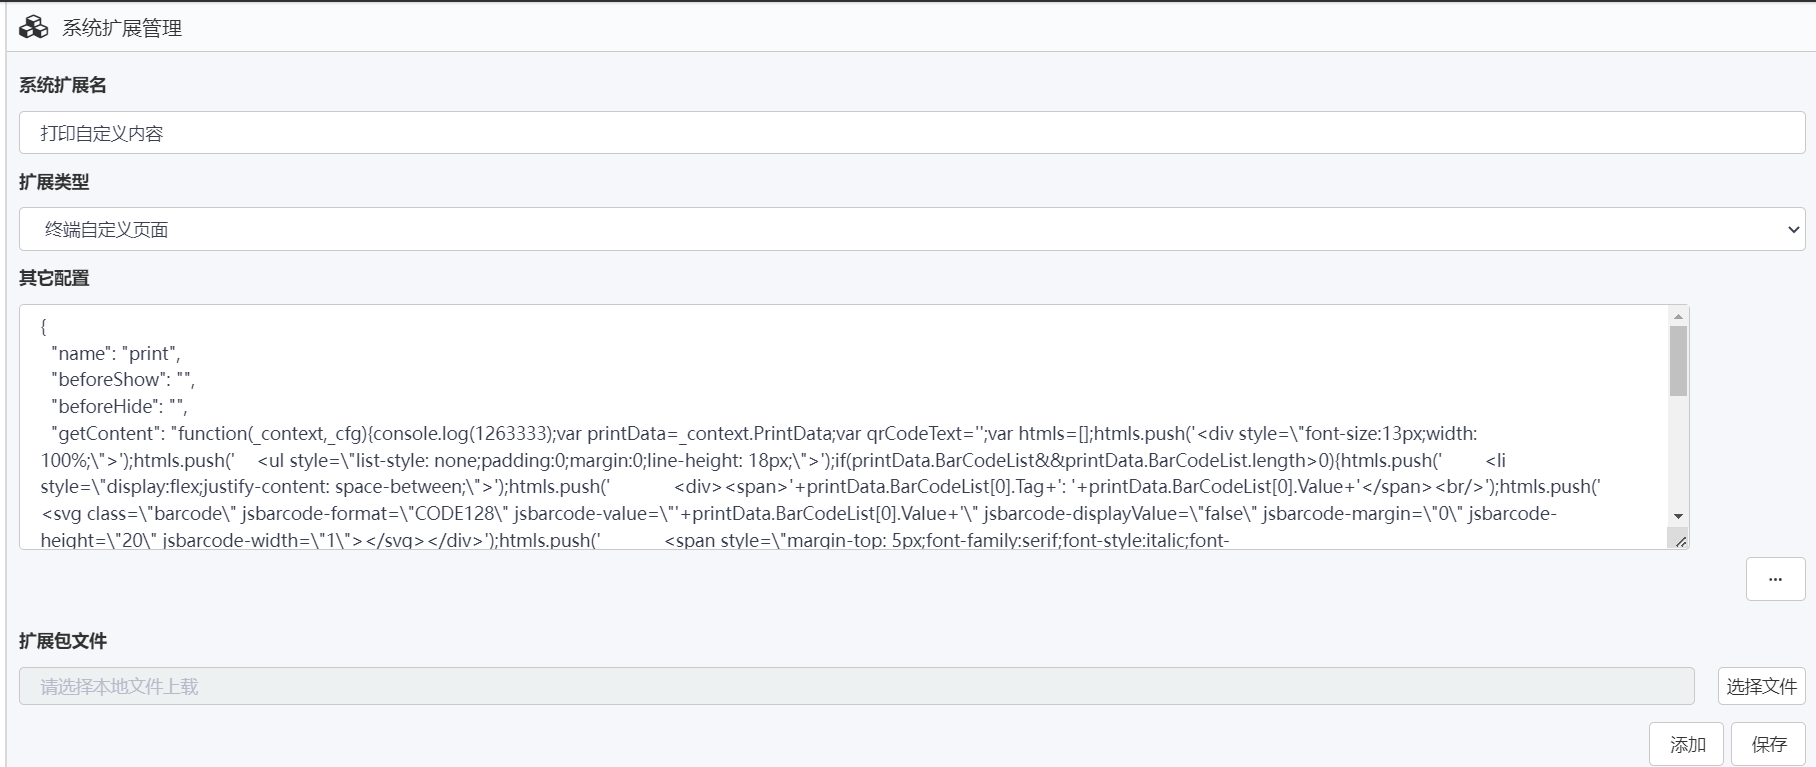 系统扩展管理
系统扩展名
打印自定义内容
扩展类型
终端自定义页面
其它配置
{
"name": "print",
"beforeShow": "",
"beforeHide": "",
"getContent": "function(_context,_cfg){console.log(1263333);var printData=_context.PrintData;var qrCodeText='';var htmls=[];htmls.push('<div style=\"font-size:13px;width:
100%;\">');htmls.push('    <ul style=\"list-style: none;padding:0;margin:0;line-height: 18px;\">');if(printData.BarCodeList&&printData.BarCodeList.length>0){htmls.push('        <li
style=\"display:flex;justify-content: space-between;\">');htmls.push('            <div><span>'+printData.BarCodeList[0].Tag+': '+printData.BarCodeList[0].Value+'</span><br/>');htmls.push('
<svg class=\"barcode\" jsbarcode-format=\"CODE128\" jsbarcode-value=\"'+printData.BarCodeList[0].Value+'\" jsbarcode-displayValue=\"false\" jsbarcode-margin=\"0\" jsbarcode-
height=\"20\" jsbarcode-width=\"1\"></svg></div>');htmls.push('            <span style=\"margin-top: 5px;font-family:serif;font-style:italic;font-
...
扩展包文件
请选择本地文件上载
选择文件
添加
保存